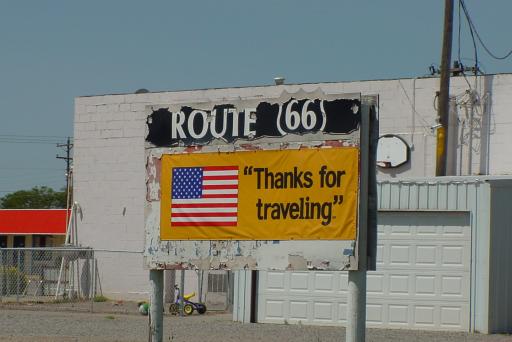 ROUTE (66)
"Thanks for
traveling."